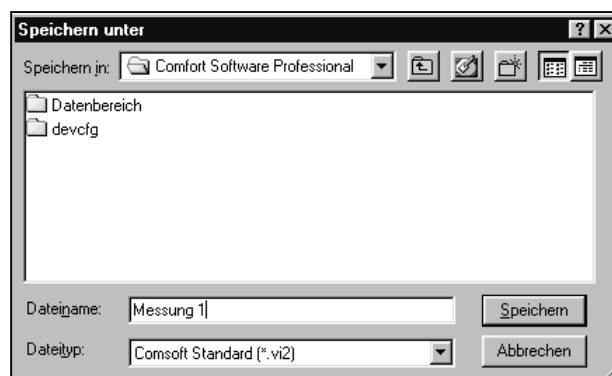 Speichern unter
Speichern in: Comfort Software Professional
Datenbereich
devcfg
Dateiname: Messung 1 Speichern
Dateityp: Comsoft Standard (*.vi2) Abbrechen